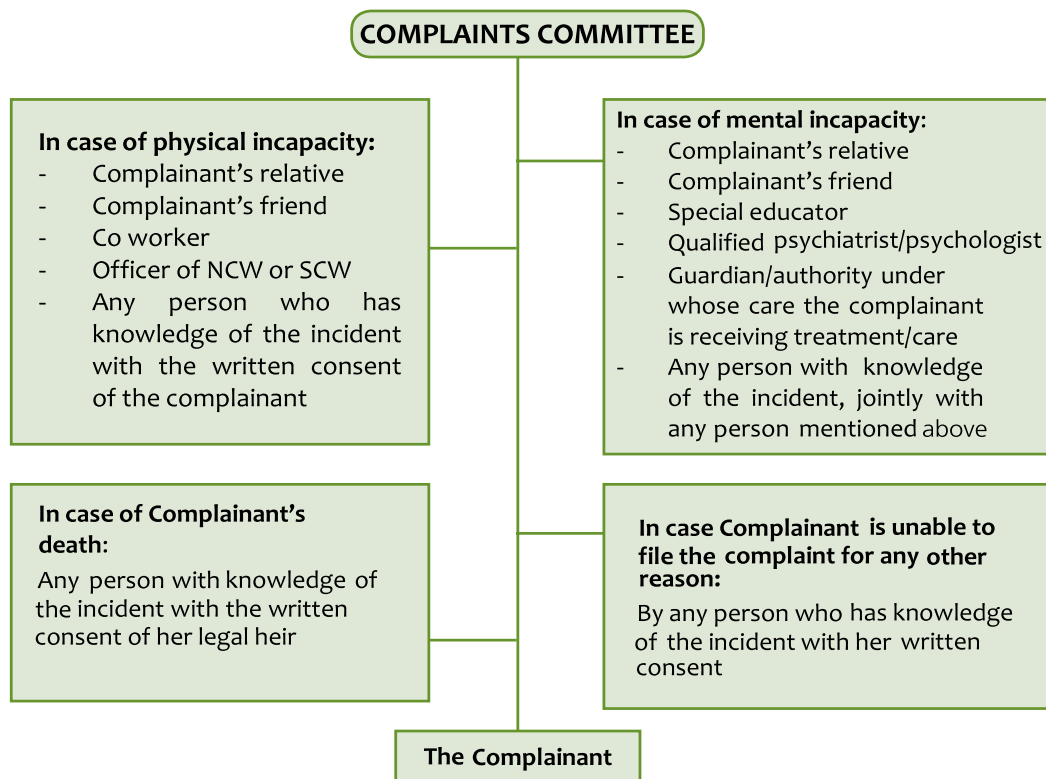 COMPLAINTS COMMITTEE
In case of physical incapacity:
- Complainant’s relative
- Complainant’s friend
- Co worker
- Officer of NCW or SCW
- Any person who has
knowledge of the incident
with the written consent
of the complainant
In case of mental incapacity:
- Complainant’s relative
- Complainant’s friend
- Special educator
- Qualified psychiatrist/psychologist
- Guardian/authority under
whose care the complainant
is receiving treatment/care
- Any person with knowledge
of the incident, jointly with
any person mentioned above
In case of Complainant’s
death:
Any person with knowledge of
the incident with the written
consent of her legal heir
In case Complainant is unable to
file the complaint for any other
reason:
By any person who has knowledge
of the incident with her written
consent
The Complainant